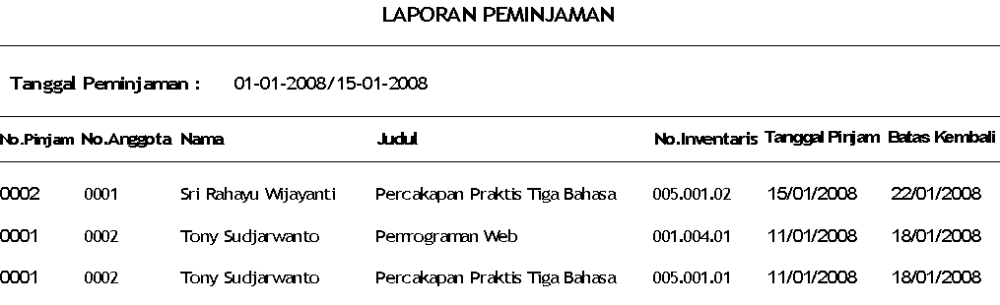 LAPORAN PEMINJAMAN
Tanggal Peminjaman : 01-01-2008/15-01-2008
No.Pinjam No.Anggota Nama Judul No.Inventaris Tanggal Pinjam Batas Kembali
0002 0001 Sri Rahayu Wijayanti Percakapan Praktis Tiga Bahasa 005.001.02 15/01/2008 22/01/2008
0001 0002 Tony Sudjarwanto Pemrograman Web 001.004.01 11/01/2008 18/01/2008
0001 0002 Tony Sudjarwanto Percakapan Praktis Tiga Bahasa 005.001.01 11/01/2008 18/01/2008